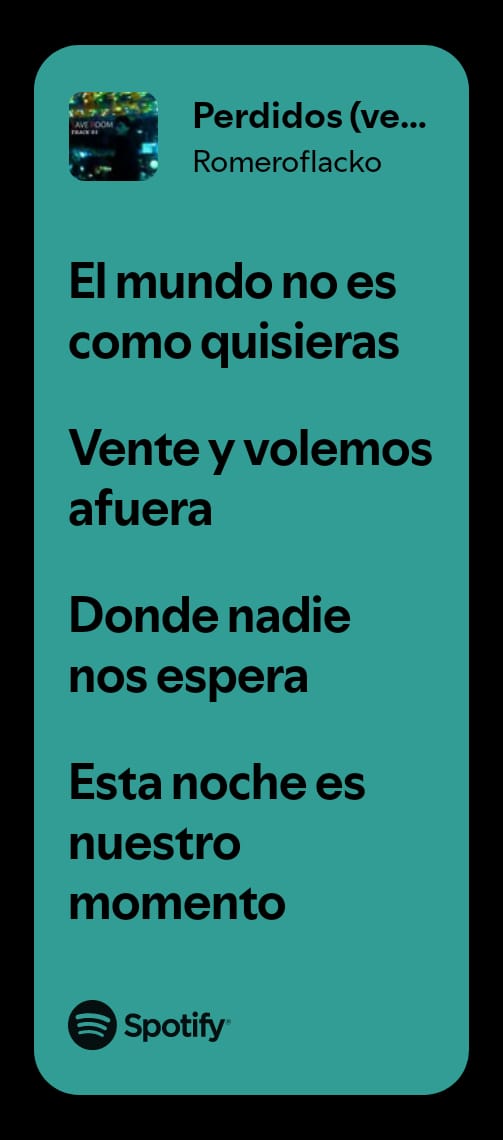 AVE ROOM
TRACK 01
Perdidos (ve...
Romeroflacko
El mundo no es
como quisieras
Vente y volemos
afuera
Donde nadie
nos espera
Esta noche es
nuestro
momento
Spotify®